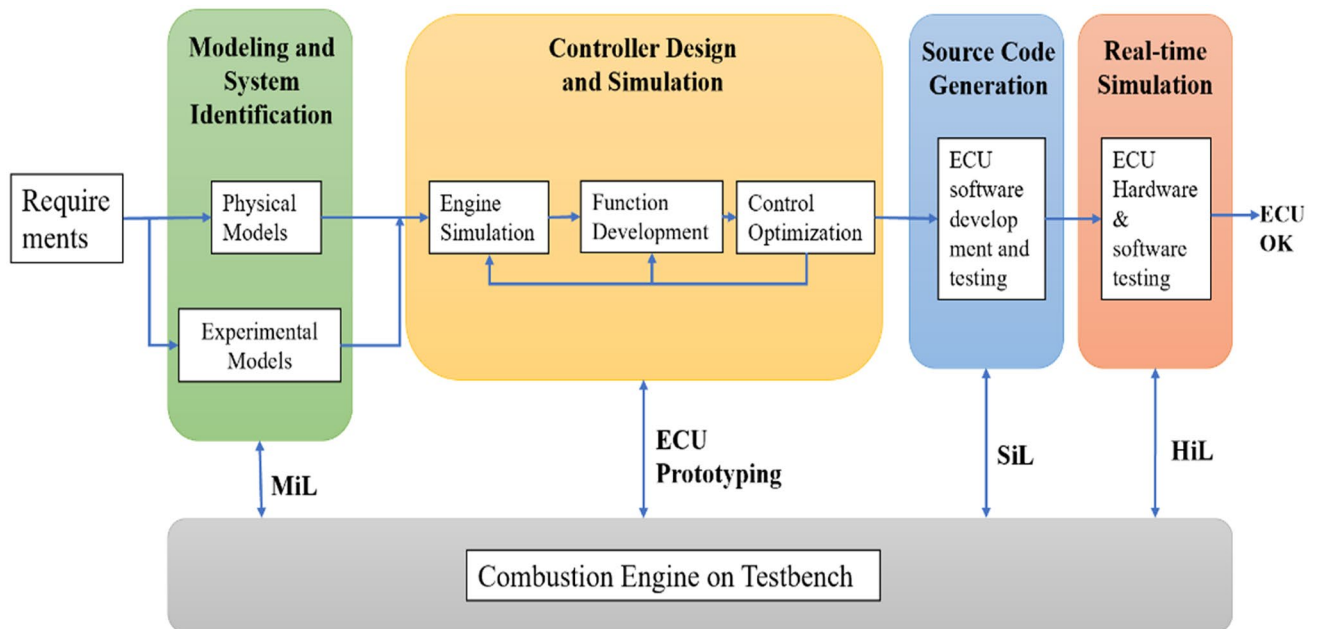 Modeling and
System
Identification
Controller Design
and Simulation
Source Code
Generation
Real-time
Simulation
Require
ments
Physical
Models
Experimental
Models
Engine
Simulation
Function
Development
Control
Optimization
ECU
software
develop
ment and
testing
ECU
Hardware
&
software
testing
ECU
OK
MiL
ECU
Prototyping
SiL
HiL
Combustion Engine on Testbench